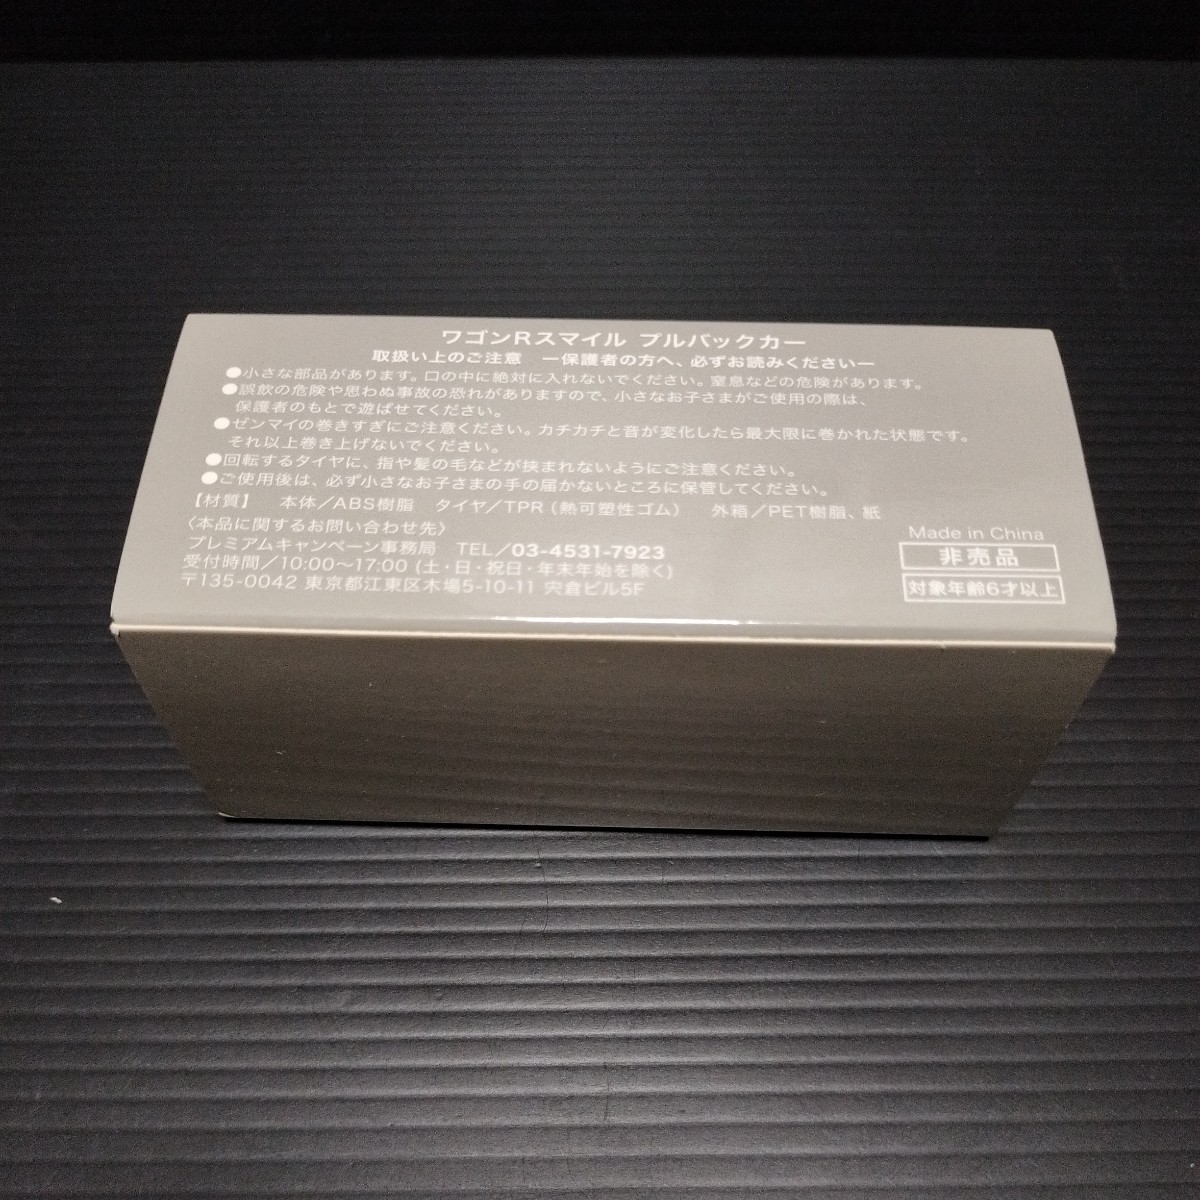 ワゴンRスマイル プルバックカー
取扱い上のご注意 ー保護者の方へ、必ずお読みくださいー
●小さな部品があります。口の中に絶対に入れないでください。窒息などの危険があります。
●誤飲の危険や思わぬ事故の恐れがありますので、小さなお子さまがご使用の際は、
保護者のもとで遊ばせてください。
●ゼンマイの巻きすぎにご注意ください。カチカチと音が変化したら最大限に巻かれた状態です。
それ以上巻き上げないでください。
●回転するタイヤに、指や髪の毛などが挟まれないようにご注意ください。
●ご使用後は、必ず小さなお子さまの手の届かないところに保管してください。
【材質】 本体／ABS樹脂 タイヤ／TPR（熱可塑性ゴム） 外箱／PET樹脂、紙
〈本品に関するお問い合わせ先〉
プレミアムキャンペーン事務局 TEL／03-4531-7923
受付時間／10:00〜17:00（土・日・祝日・年末年始を除く）
〒135-0042 東京都江東区木場5-10-11 宍倉ビル5F
Made in China
非売品
対象年齢6才以上